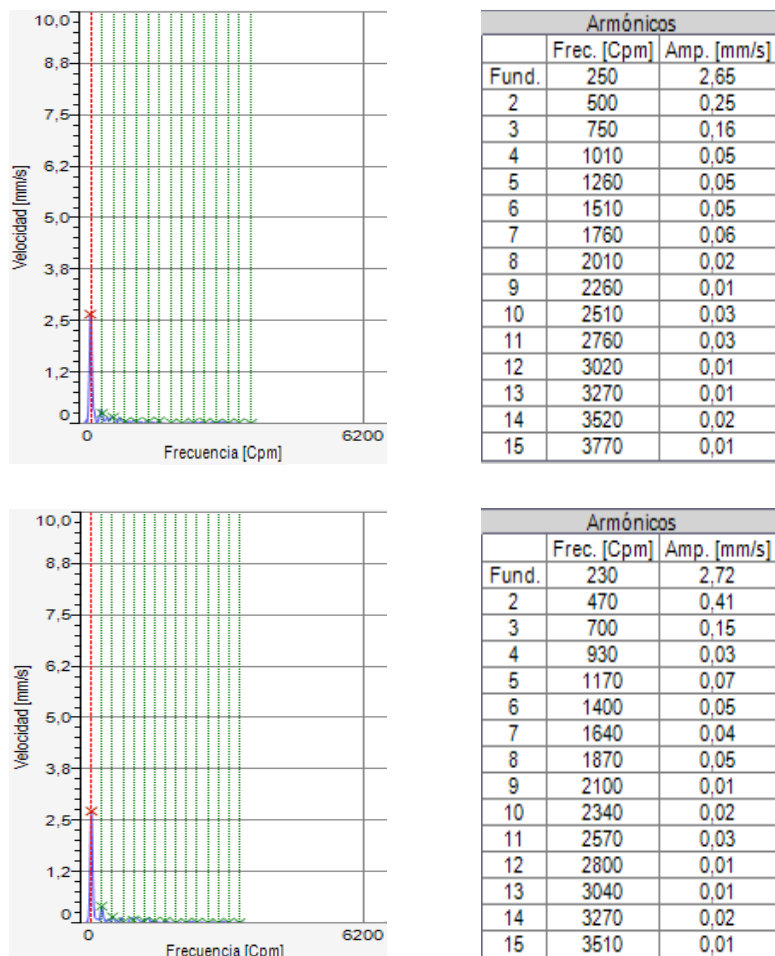 10,0
8,8
7,5
6,2
5,0
3,8
2,5
1,2
0
Velocidad [mm/s]
0 6200
Frecuencia [Cpm]
Armónicos
Frec. [Cpm] Amp. [mm/s]
Fund. 250 2,65
2 500 0,25
3 750 0,16
4 1010 0,05
5 1260 0,05
6 1510 0,05
7 1760 0,06
8 2010 0,02
9 2260 0,01
10 2510 0,03
11 2760 0,03
12 3020 0,01
13 3270 0,01
14 3520 0,02
15 3770 0,01
10,0
8,8
7,5
6,2
5,0
3,8
2,5
1,2
0
Velocidad [mm/s]
0 6200
Frecuencia [Cpm]
Armónicos
Frec. [Cpm] Amp. [mm/s]
Fund. 230 2,72
2 470 0,41
3 700 0,15
4 930 0,03
5 1170 0,07
6 1400 0,05
7 1640 0,04
8 1870 0,05
9 2100 0,01
10 2340 0,02
11 2570 0,03
12 2800 0,01
13 3040 0,01
14 3270 0,02
15 3510 0,01